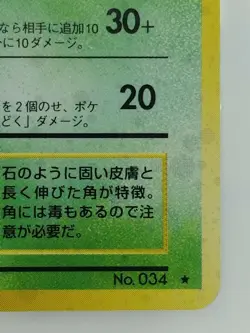 なら相手に追加10 30+
ーに10ダメージ。
を2個のせ、ポケ 20
どく」ダメージ。
石のように固い皮膚と
長く伸びた角が特徴。
角には毒もあるので注
意が必要だ。
No. 034 ★